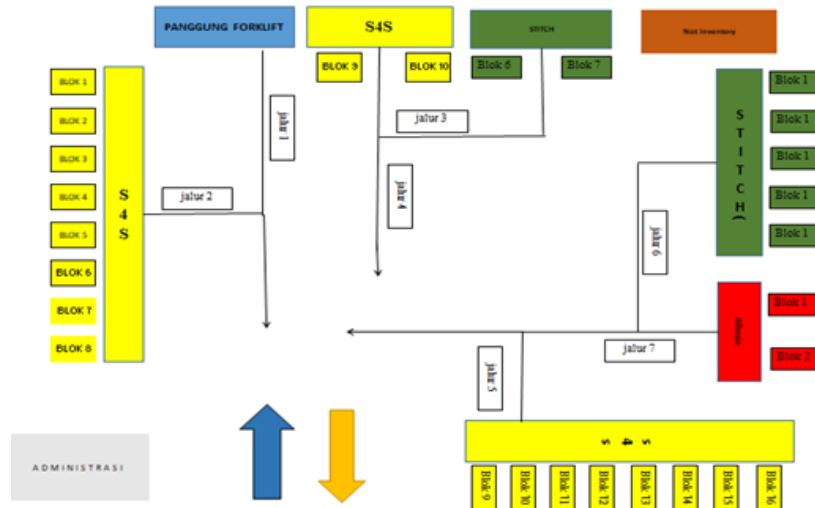 PANGGUNG FORKLIFT
S4S
STITCH
Not Inventory
BLOK 9
BLOK 10
Blok 6
Blok 7
BLOK 1
BLOK 2
BLOK 3
BLOK 4
BLOK 5
BLOK 6
BLOK 7
BLOK 8
S4S
jalur 1
jalur 2
jalur 3
jalur 4
STITCH(
Blok 1
Blok 1
Blok 1
Blok 1
Blok 1
jalur 6
Blok 1
Blok 2
jalur 7
jalur 5
S4S
Blok 9
Blok 10
Blok 11
Blok 12
Blok 13
Blok 14
Blok 15
Blok 16
ADMINISTRASI